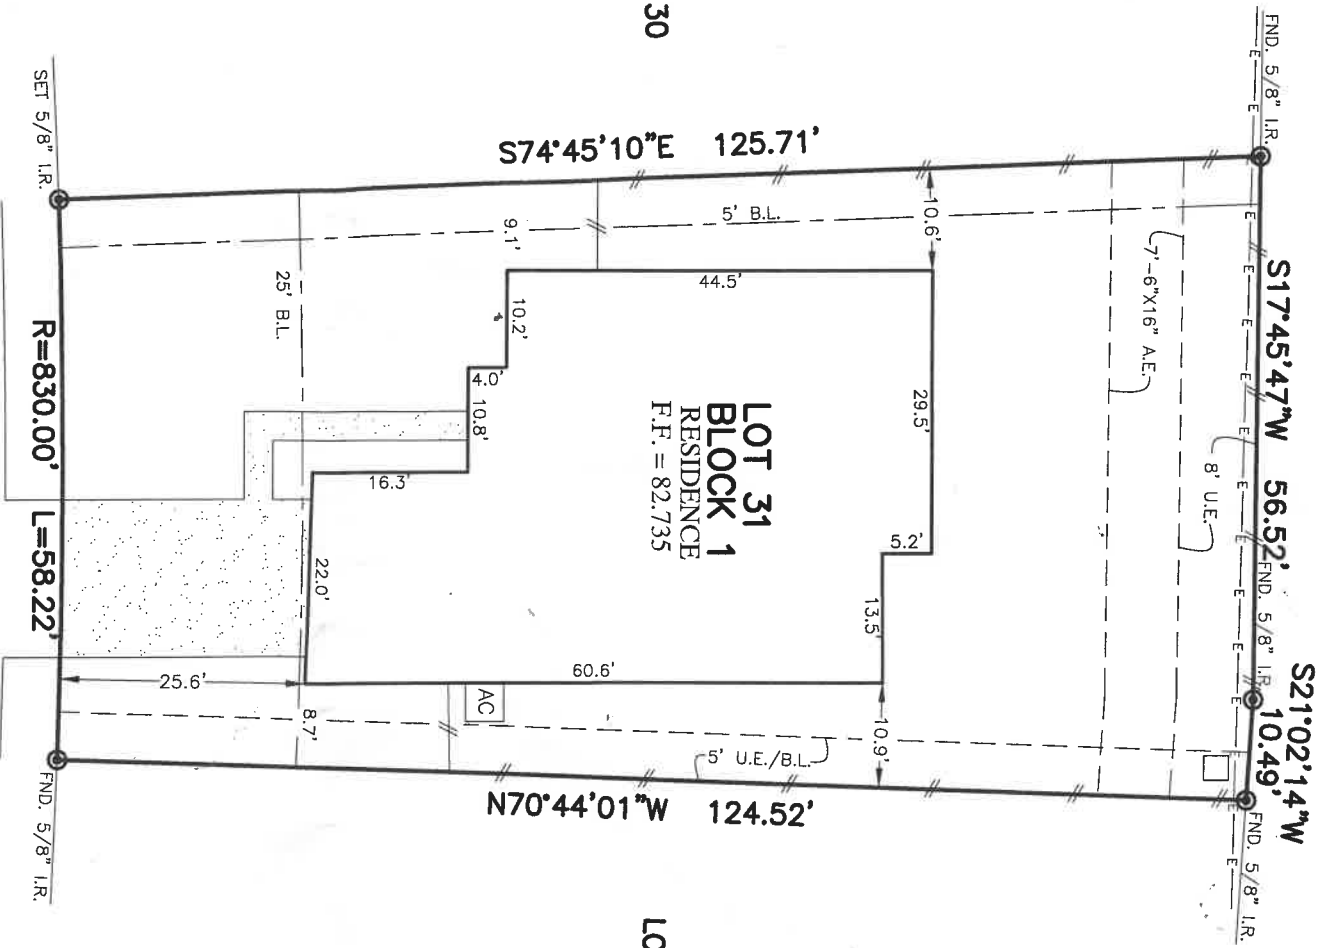 30
FND. 5/8" I.R.
E
E
SET 5/8" I.R.
S74°45'10"E 125.71'
5' B.L.
10.6'
9.1'
7'-6"X16" A.E.
S17°45'47"W 56.52'
E
E
E
E
E
E
8' U.E.
25' B.L.
44.5'
10.2'
4.0'
10.8'
29.5'
LOT 31
BLOCK 1
RESIDENCE
F.F. = 82.735
16.3'
5.2'
13.5'
22.0'
60.6'
R=830.00' L=58.22'
25.6'
AC
8.7'
10.9'
5' U.E./B.L.
FND. 5/8" I.R.
S21°02'14"W
10.49'
N70°44'01"W 124.52'
FND. 5/8" I.R.
FND. 5/8" I.R.
E
E
LO